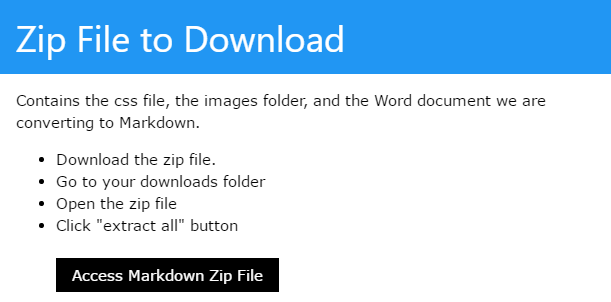 Zip File to Download
Contains the css file, the images folder, and the Word document we are
converting to Markdown.
• Download the zip file.
• Go to your downloads folder
• Open the zip file
• Click "extract all" button
Access Markdown Zip File